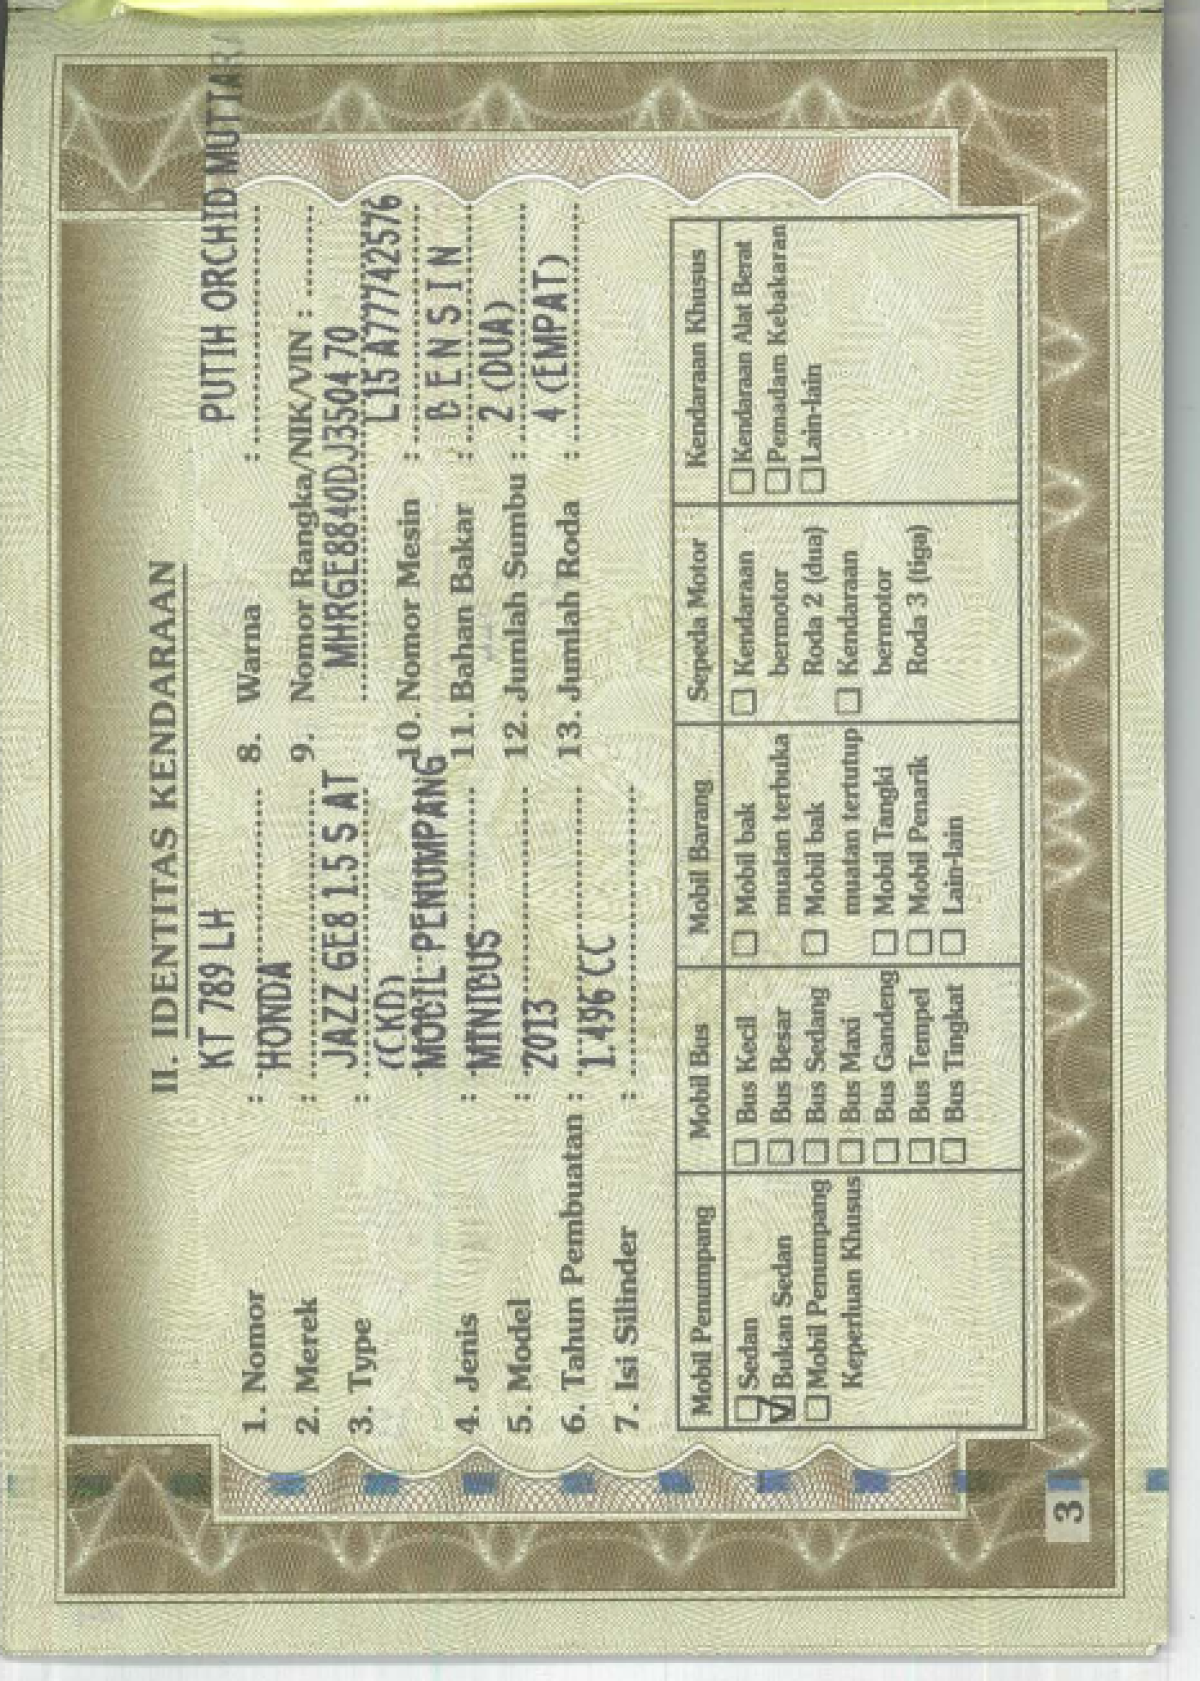 II. IDENTITAS KENDARAAN
1. Nomor : KT 789 LH
2. Merek : HONDA
3. Type : JAZZ GE8 1.5 S AT
(CKD)
4. Jenis : MOBIL PENUMPANG
5. Model : MINIBUS
6. Tahun Pembuatan : 2013
7. Isi Silinder : 1.496 CC
8. Warna : PUTIH ORCHID MUTIARA
9. Nomor Rangka/NIK/VIN :
MHRGE8840DJ350470
10. Nomor Mesin : L15A77742576
11. Bahan Bakar : BENSIN
12. Jumlah Sumbu : 2 (DUA)
13. Jumlah Roda : 4 (EMPAT)
Mobil Penumpang
Sedan
Bukan Sedan
Mobil Penumpang
Keperluan Khusus
Mobil Bus
Bus Kecil
Bus Besar
Bus Sedang
Bus Maxi
Bus Gandeng
Bus Tempel
Bus Tingkat
Mobil Barang
Mobil bak
muatan terbuka
Mobil bak
muatan tertutup
Mobil Tangki
Mobil Penarik
Lain-lain
Sepeda Motor
Kendaraan
bermotor
Roda 2 (dua)
Kendaraan
bermotor
Roda 3 (tiga)
Kendaraan Khusus
Kendaraan Alat Berat
Pemadam Kebakaran
Lain-lain
3